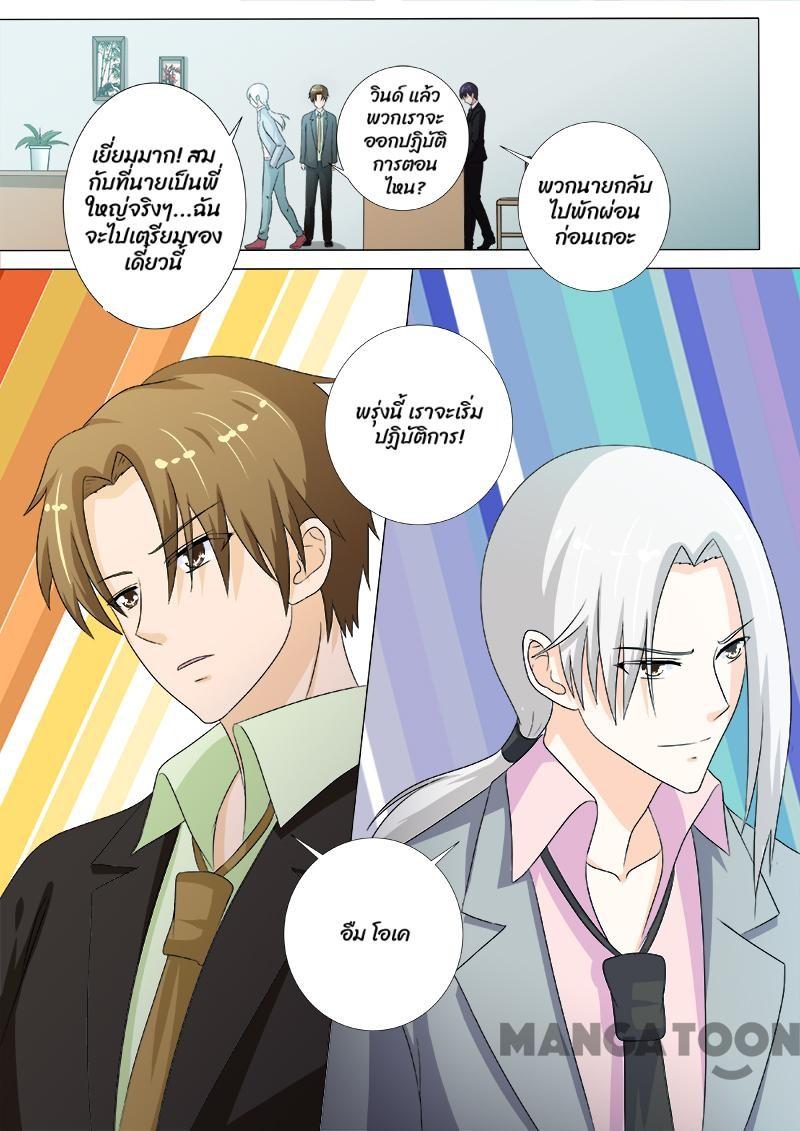 เยี่ยมมาก! สม
กับที่นายเป็นพี่
ใหญ่จริงๆ...ฉัน
จะไปเตรียมของ
เดี๋ยวนี้
วินด์ แล้ว
พวกเราจะ
ออกปฏิบัติ
การตอน
ไหน?
พวกนายกลับ
ไปพักผ่อน
ก่อนเถอะ
พรุ่งนี้ เราจะเริ่ม
ปฏิบัติการ!
อืม โอเค
MANGATOON